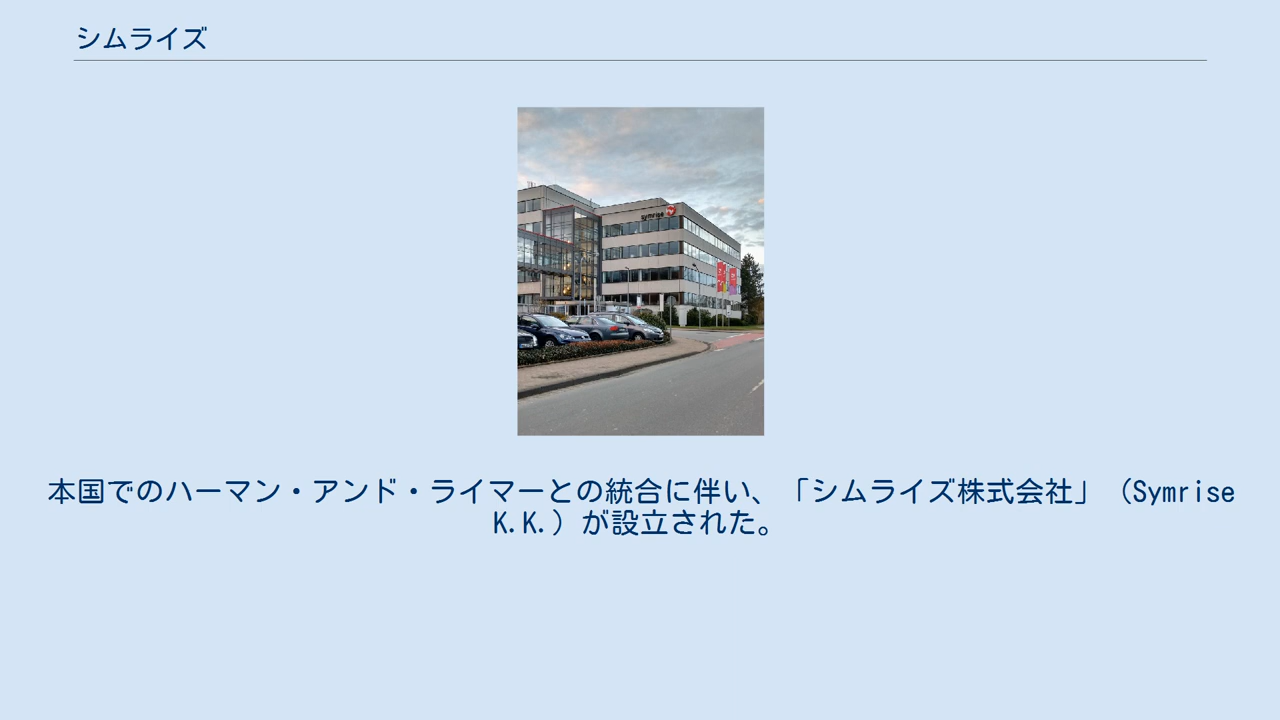 シムライズ
symrise
本国でのハーマン・アンド・ライマーとの統合に伴い、「シムライズ株式会社」（Symrise
K.K.）が設立された。